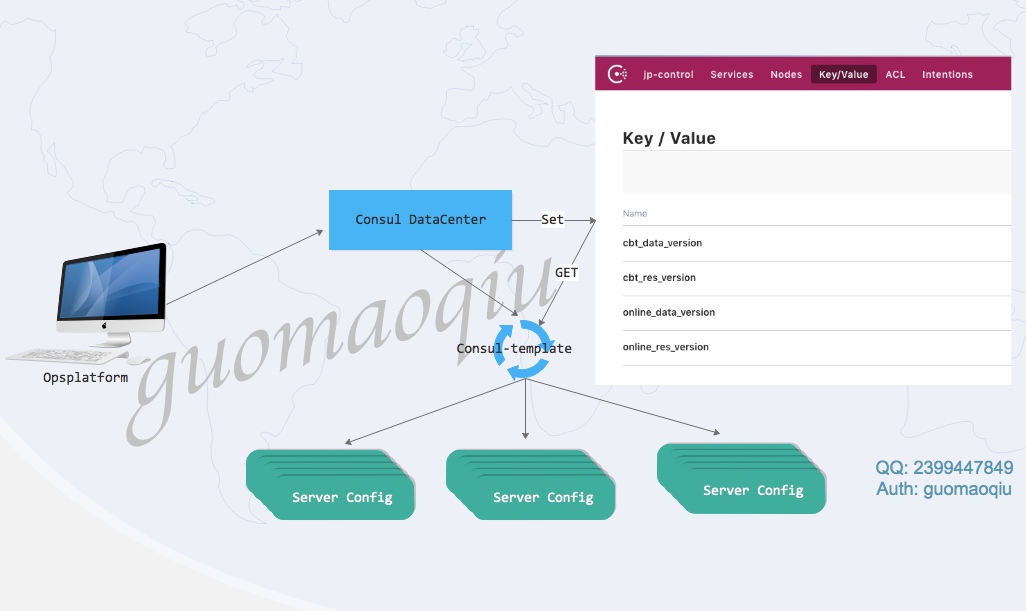 jp-control Services Nodes Key/Value ACL Intentions
Key / Value
Name
cbt_data_version
cbt_res_version
online_data_version
online_res_version
Consul DataCenter
Set
GET
Consul-template
Opsplatform
guomaoqiu
Server Config
Server Config
Server Config
QQ: 2399447849
Auth: guomaoqiu